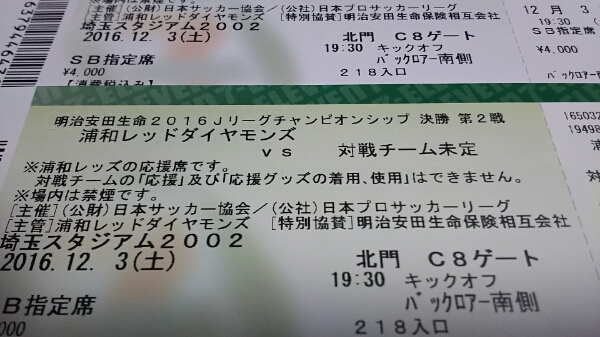 (公財)日本サッカー協会／(公社)日本プロサッカーリーグ
[主管]浦和レッドダイヤモンズ [特別協賛]明治安田生命保険相互会社
埼玉スタジアム2002
2016.12. 3(土)
北門 C8ゲート
19:30 キックオフ
SB指定席
バックロアー南側
¥4,000
218入口
12月 3
19:30
SB指定
バックロアー
明治安田生命2016Jリーグチャンピオンシップ 決勝 第2戦
浦和レッドダイヤモンズ
vs 対戦チーム未定
※浦和レッズの応援席です。
対戦チームの「応援」及び「応援グッズの着用、使用」はできません。
※場内は禁煙です。
[主催](公財)日本サッカー協会／(公社)日本プロサッカーリーグ
[主管]浦和レッドダイヤモンズ [特別協賛]明治安田生命保険相互会社
埼玉スタジアム2002
2016.12. 3(土)
北門 C8ゲート
19:30 キックオフ
B指定席
バックロアー南側
000
218入口
165032
19498